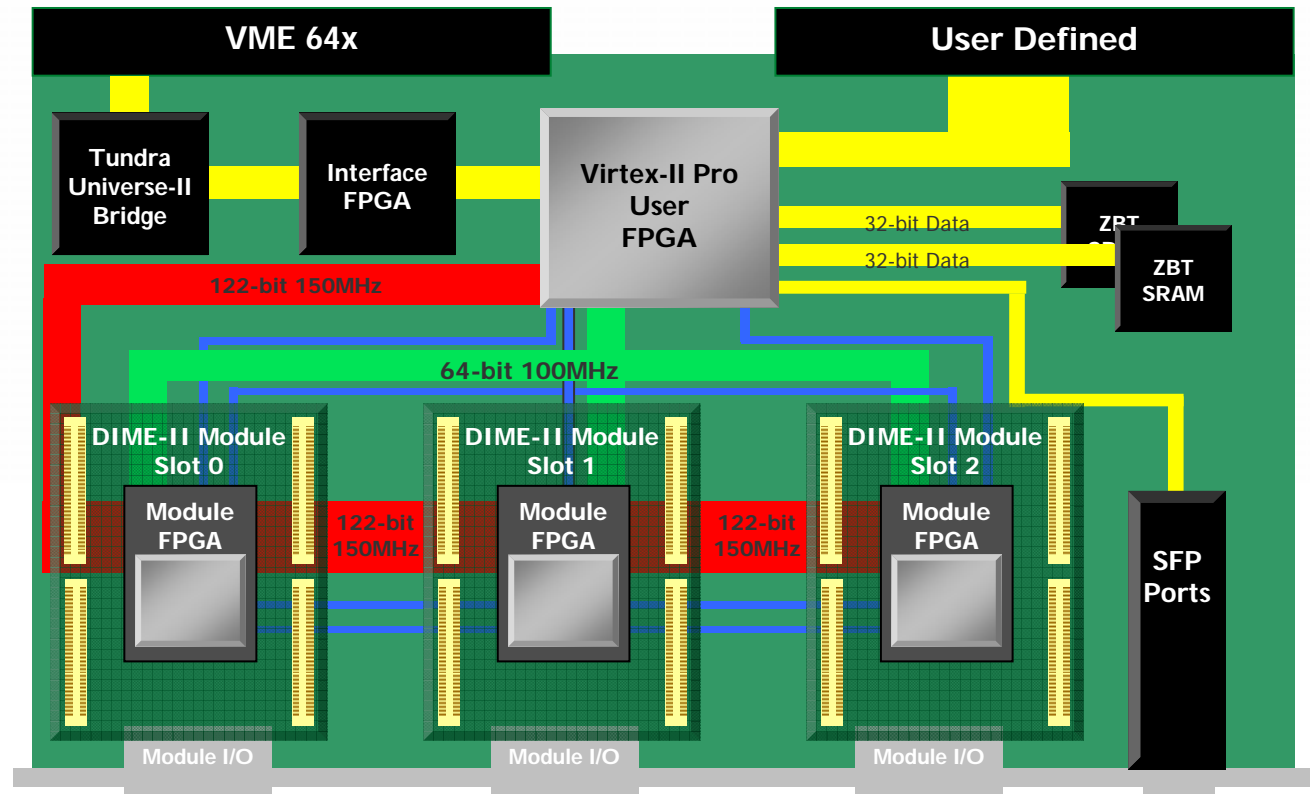 VME 64x
User Defined
Tundra
Universe-II
Bridge
Interface
FPGA
Virtex-II Pro
User
FPGA
32-bit Data
32-bit Data
ZBT
ZBT
SRAM
122-bit 150MHz
64-bit 100MHz
DIME-II Module
Slot 0
DIME-II Module
Slot 1
DIME-II Module
Slot 2
Module
FPGA
122-bit
150MHz
Module
FPGA
122-bit
150MHz
Module
FPGA
SFP
Ports
Module I/O
Module I/O
Module I/O